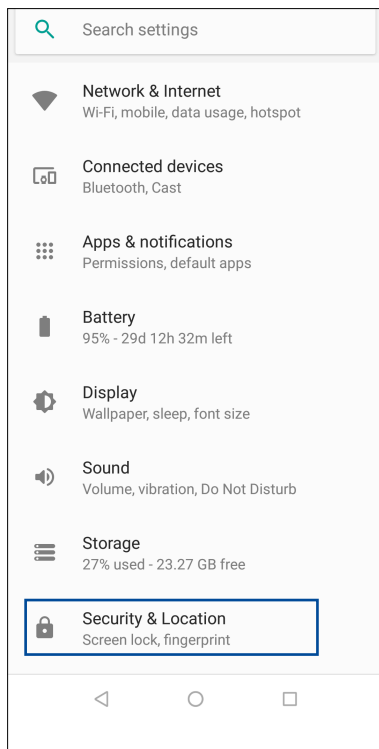 Search settings
Network & Internet
Wi-Fi, mobile, data usage, hotspot
Connected devices
Bluetooth, Cast
Apps & notifications
Permissions, default apps
Battery
95% - 29d 12h 32m left
Display
Wallpaper, sleep, font size
Sound
Volume, vibration, Do Not Disturb
Storage
27% used - 23.27 GB free
Security & Location
Screen lock, fingerprint